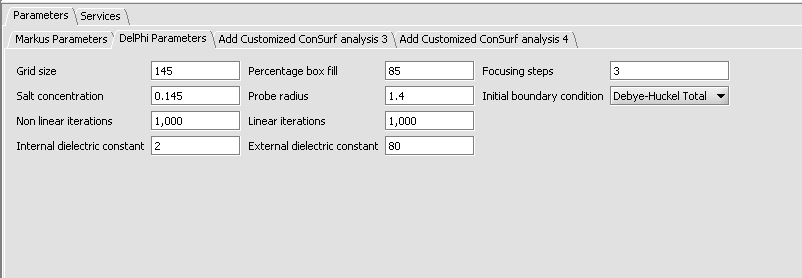 Parameters Services
Markus Parameters DelPhi Parameters Add Customized ConSurf analysis 3 Add Customized ConSurf analysis 4
Grid size 145 Percentage box fill 85 Focusing steps 3
Salt concentration 0.145 Probe radius 1.4 Initial boundary condition Debye-Huckel Total
Non linear iterations 1,000 Linear iterations 1,000
Internal dielectric constant 2 External dielectric constant 80